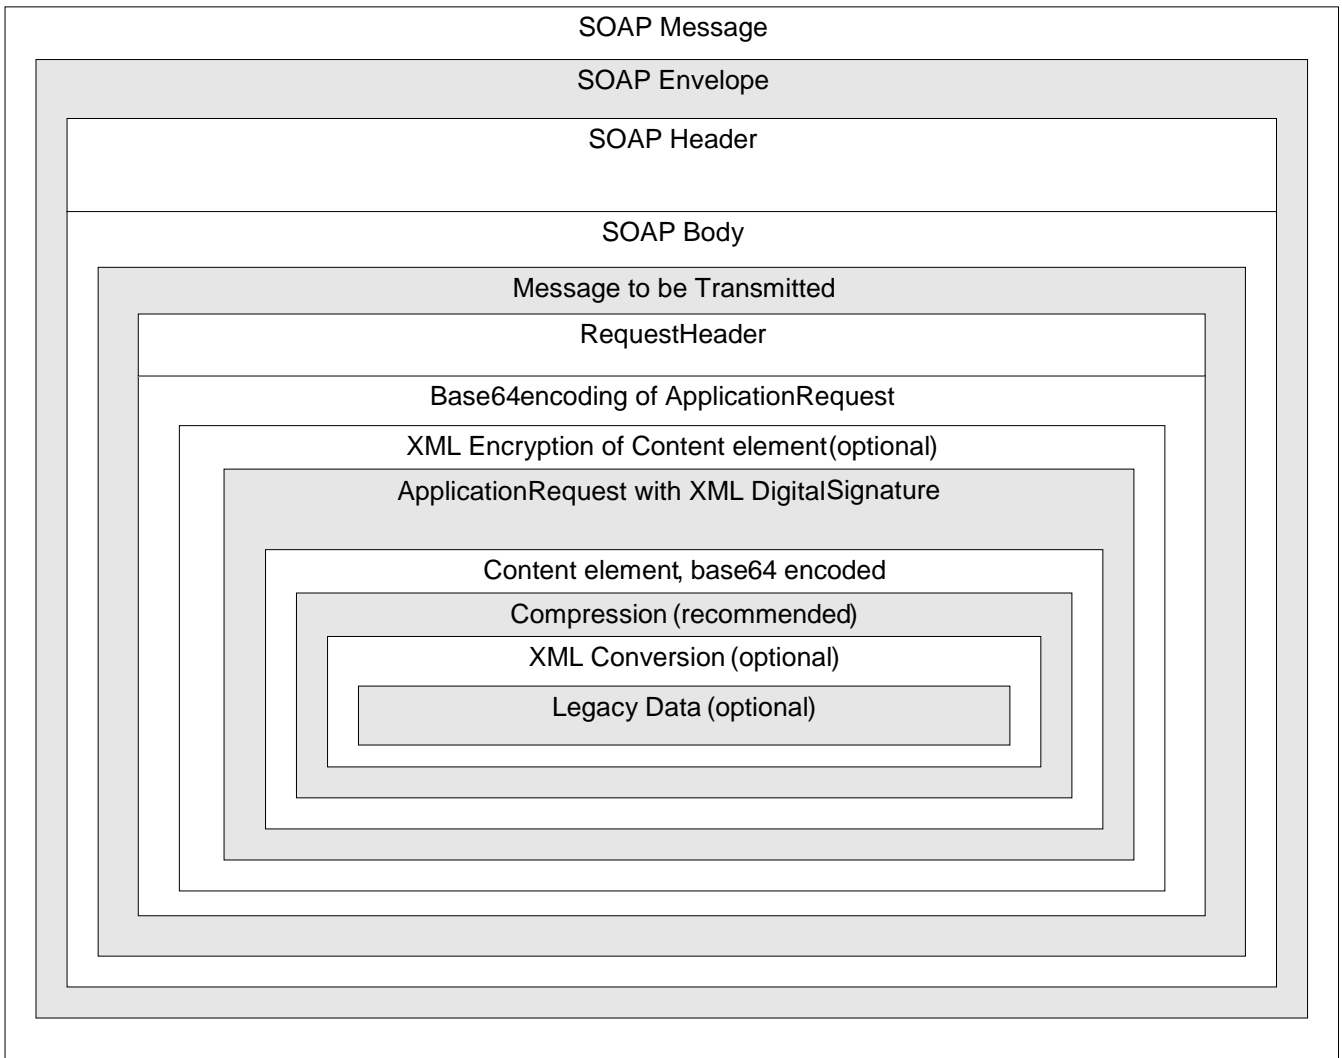 SOAP Message
SOAP Envelope
SOAP Header
SOAP Body
Message to be Transmitted
RequestHeader
Base64encoding of ApplicationRequest
XML Encryption of Content element(optional)
ApplicationRequest with XML DigitalSignature
Content element, base64 encoded
Compression (recommended)
XML Conversion (optional)
Legacy Data (optional)